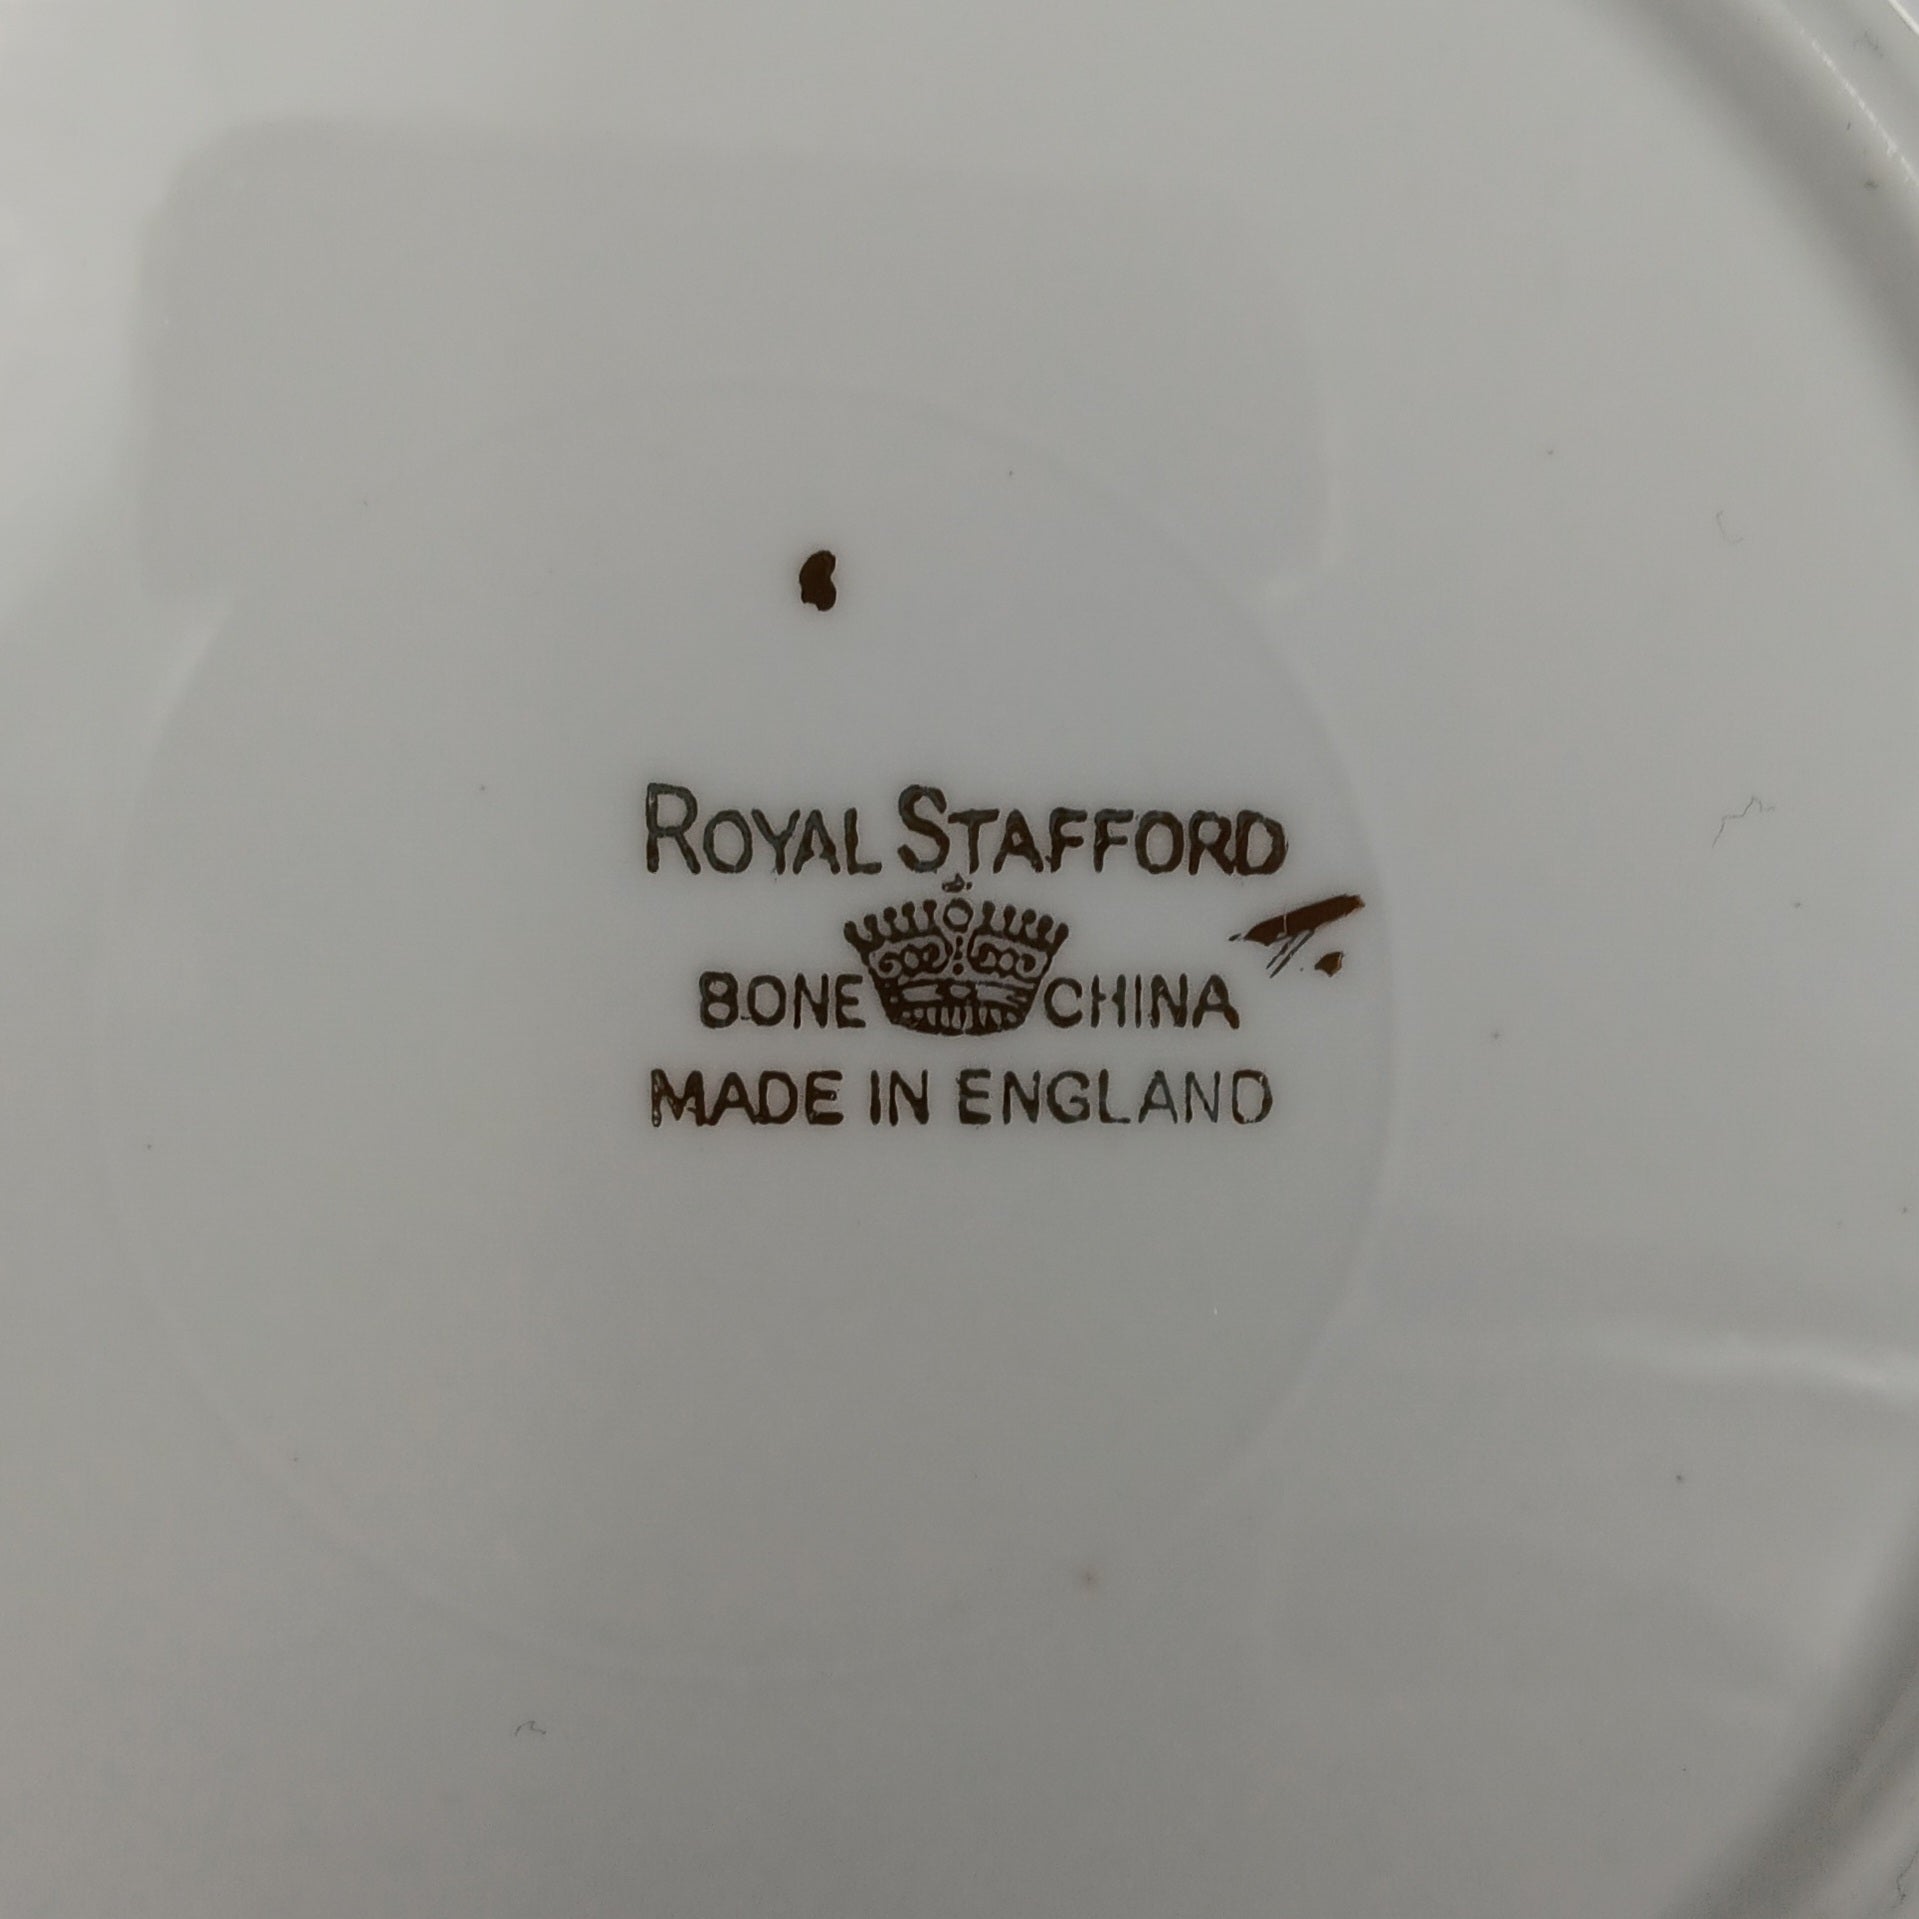 ROYAL STAFFORD
BONE CHINA
MADE IN ENGLAND